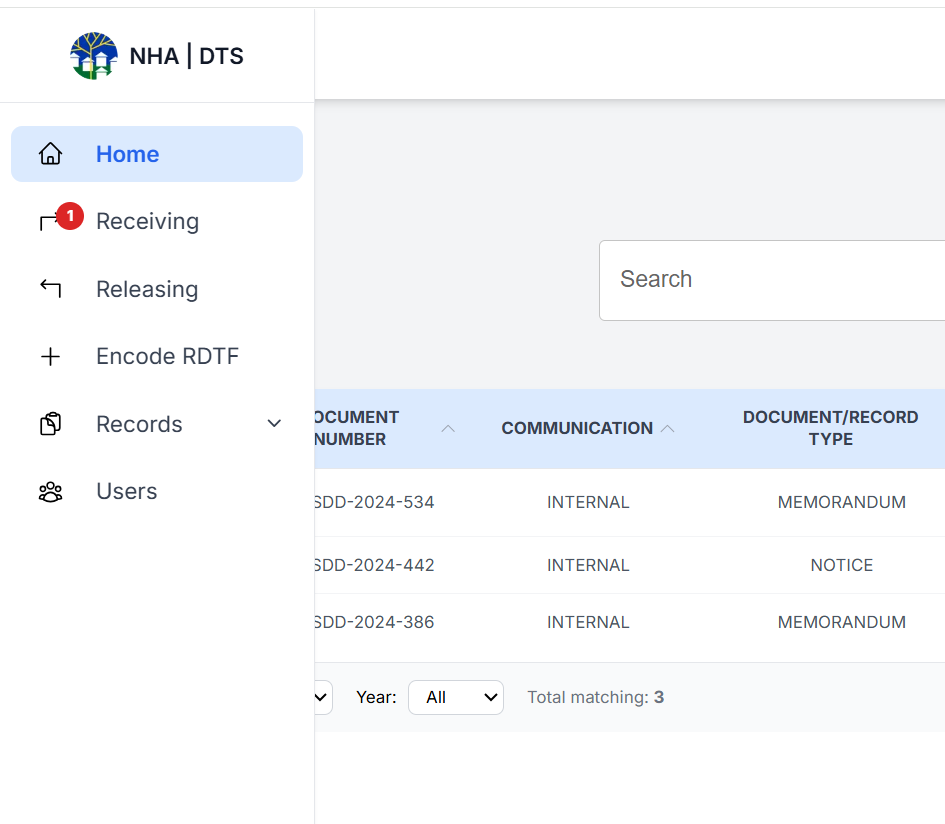 NHA | DTS
Home
1
Receiving
Releasing
Encode RDTF
Records
Users
Search
OCUMENT
NUMBER
COMMUNICATION
DOCUMENT/RECORD
TYPE
SDD-2024-534
INTERNAL
MEMORANDUM
SDD-2024-442
INTERNAL
NOTICE
SDD-2024-386
INTERNAL
MEMORANDUM
Year:
All
Total matching: 3